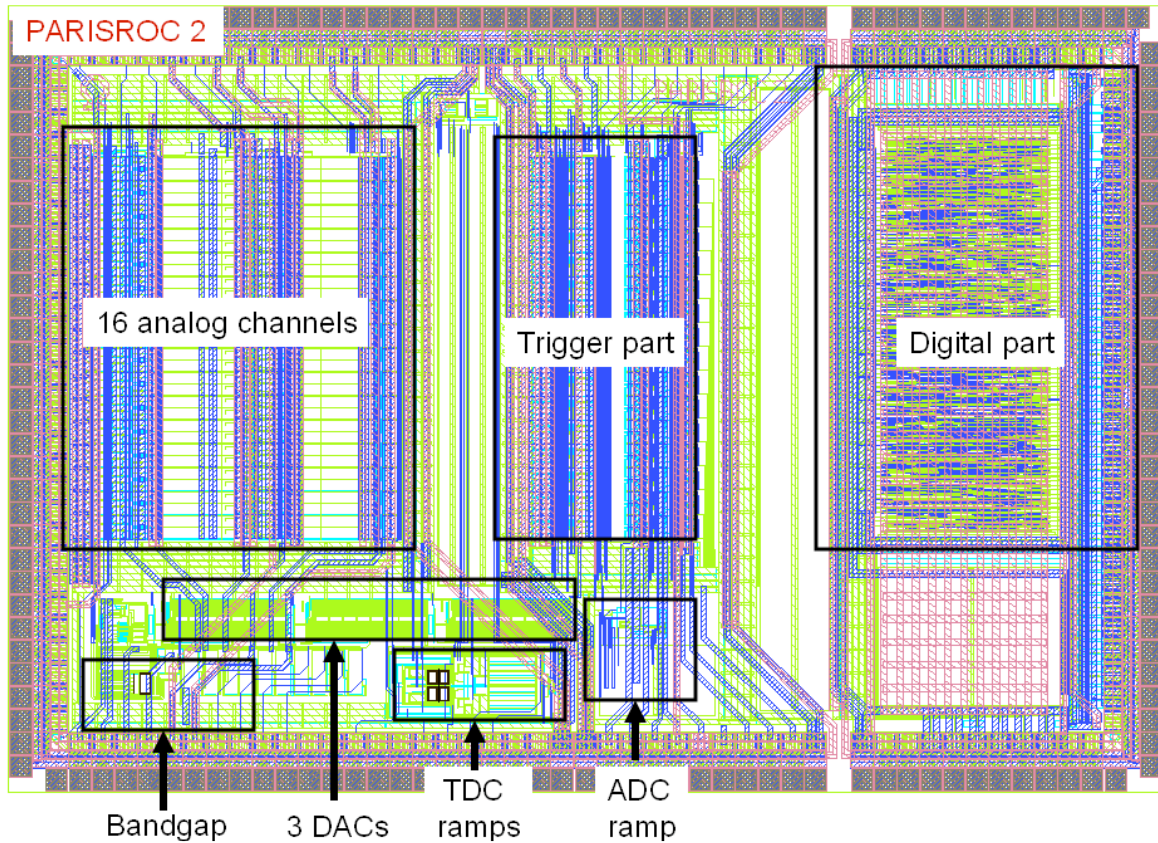 PARISROC 2
16 analog channels
Trigger part
Digital part
Bandgap
3 DACs
TDC
ramps
ADC
ramp